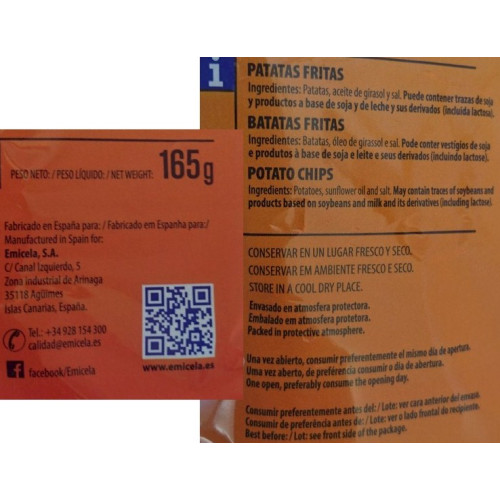 i
PATATAS FRITAS
Ingredientes: Patatas, aceite de girasol y sal. Puede contener trazas de soja
y productos a base de soja y de leche y sus derivados (incluida lactosa).
BATATAS FRITAS
Ingredientes: Batatas, óleo de girassol e sal. Pode conter vestígios de soja
e produtos à base de soja e leite e seus derivados (incluindo lactose).
POTATO CHIPS
Ingredients: Potatoes, sunflower oil and salt. May contain traces of soybeans and
products based on soybeans and milk and its derivatives (including lactose).
CONSERVAR EN UN LUGAR FRESCO Y SECO.
CONSERVAR EM AMBIENTE FRESCO E SECO.
STORE IN A COOL DRY PLACE.
Envasado en atmosfera protectora.
Embalado em atmosfera protetora.
Packed in protective atmosphere.
Una vez abierto, consumir preferentemente el mismo día de apertura.
Uma vez aberto, de preferência consumir o dia de abertura.
One open, preferably consume the opening day.
Consumir preferentemente antes del: / Lote: ver cara anterior del envase.
Consumir de preferência antes de: / Lote: ver o lado frontal do recipiente.
Best before: / Lot: see front side of the package.
PESO NETO: / PESO LÍQUIDO: / NET WEIGHT: 165g
Fabricado en España para: / Fabricado em Espanha para:/
Manufactured in Spain for:
Emicela, S.A.
C/ Canal Izquierdo, 5
Zona industrial de Arinaga
35118 Agüimes
Islas Canarias, España.
Tel.: +34 928 154 300
calidad@emicela.es
facebook/Emicela
www.emicela.es